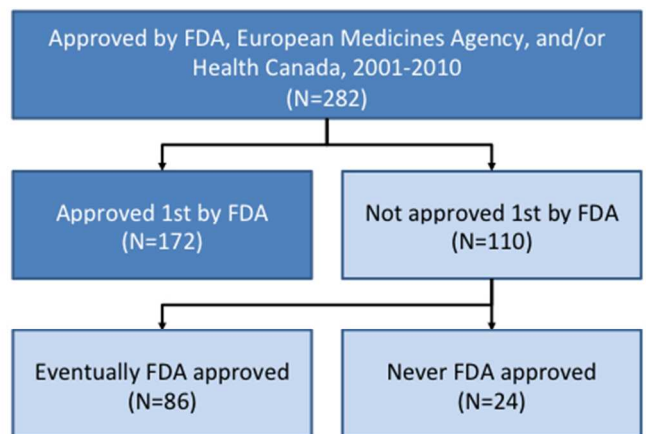 Approved by FDA, European Medicines Agency, and/or
Health Canada, 2001-2010
(N=282)
Approved 1st by FDA
(N=172)
Not approved 1st by FDA
(N=110)
Eventually FDA approved
(N=86)
Never FDA approved
(N=24)